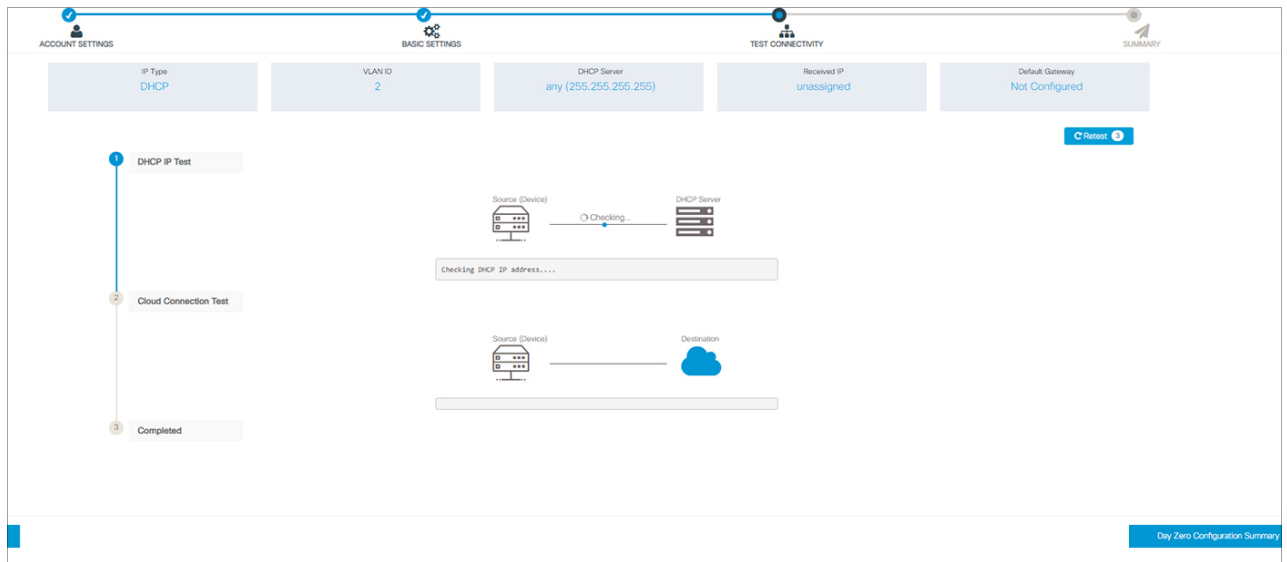 ACCOUNT SETTINGS
BASIC SETTINGS
TEST CONNECTIVITY
SUMMARY
IP Type
DHCP
VLAN ID
2
DHCP Server
any (255.255.255.255)
Received IP
unassigned
Default Gateway
Not Configured
Retest 3
1
DHCP IP Test
Source (Device)
Checking...
DHCP Server
Checking DHCP IP address....
2
Cloud Connection Test
Source (Device)
Destination
3
Completed
Day Zero Configuration Summary